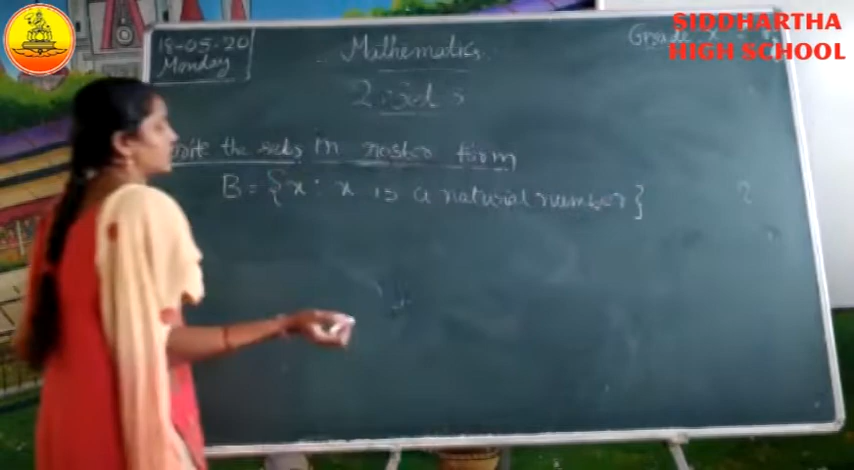 SIDDHARTHA
HIGH SCHOOL
18-05-20
Monday
Mathematics
Grade X
2. sets
the sets in roster form
B = {x : x is a natural number}